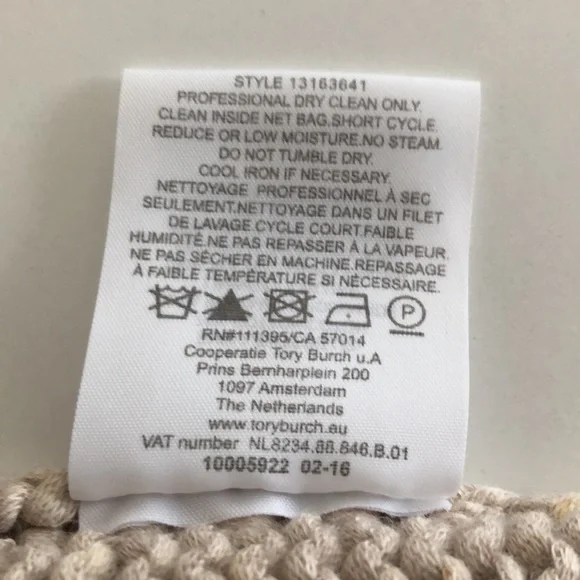 STYLE 13163641
PROFESSIONAL DRY CLEAN ONLY.
CLEAN INSIDE NET BAG.SHORT CYCLE.
REDUCE OR LOW MOISTURE.NO STEAM.
DO NOT TUMBLE DRY.
COOL IRON IF NECESSARY.
NETTOYAGE PROFESSIONNEL À SEC
SEULEMENT.NETTOYAGE DANS UN FILET
DE LAVAGE.CYCLE COURT.FAIBLE
HUMIDITÉ.NE PAS REPASSER À LA VAPEUR.
NE PAS SÉCHER EN MACHINE.REPASSAGE
À FAIBLE TEMPÉRATURE SI NÉCESSAIRE.
P
RN#111395/CA 57014
Cooperatie Tory Burch u.A
Prins Bernharplein 200
1097 Amsterdam
The Netherlands
www.toryburch.eu
VAT number NL8234.88.846.B.01
10005922 02-16